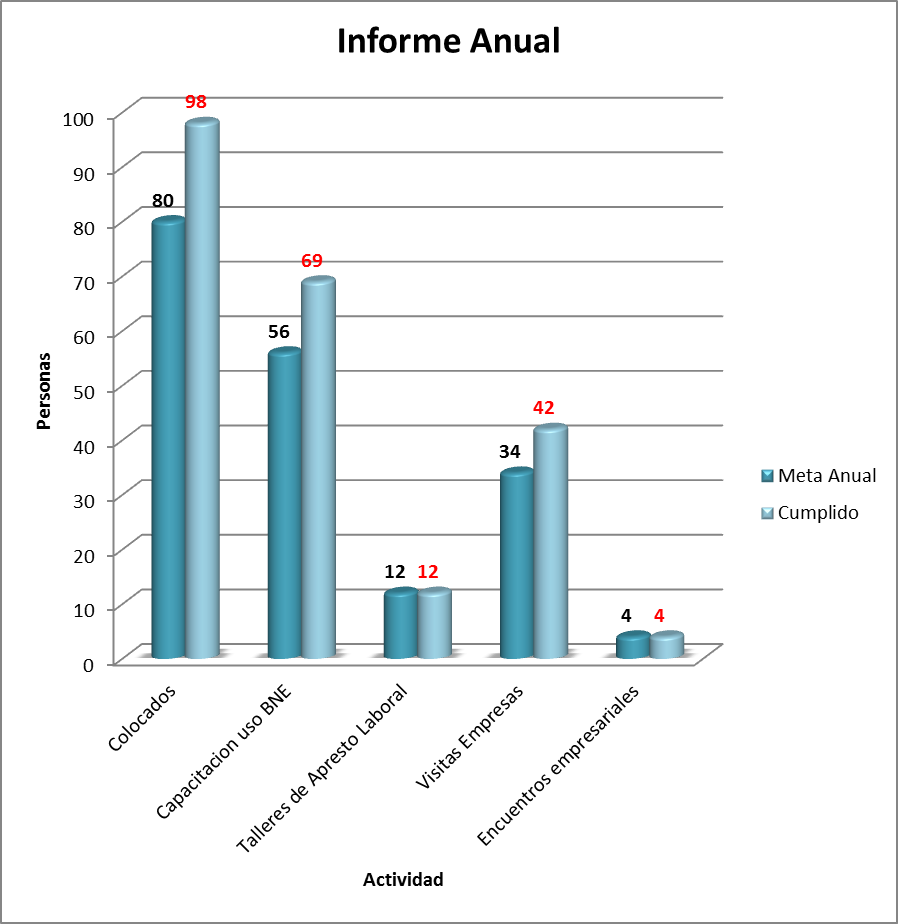 Informe Anual
98
100
90
80
80
70
69
60
56
50
42
40
34
30
20
12 12
10
4 4
0
Personas
Meta Anual
Cumplido
Colocados
Capacitacion uso BNE
Talleres de Apresto Laboral
Visitas Empresas
Encuentros empresariales
Actividad